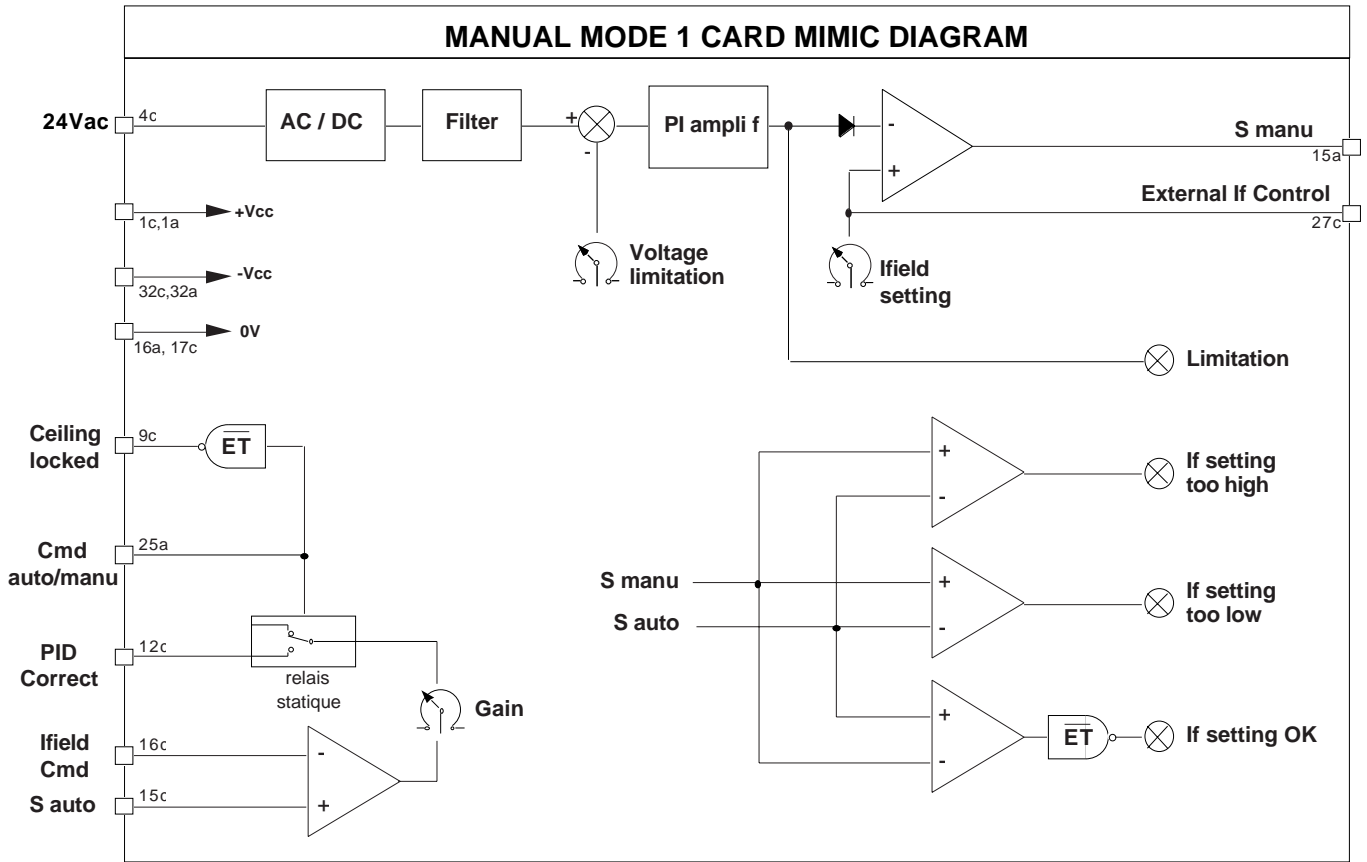 MANUAL MODE 1 CARD MIMIC DIAGRAM
24Vac
4c
AC / DC
Filter
+
-
PI ampli f
-
+
S manu
15a
External If Control
27c
1c,1a
+Vcc
32c,32a
-Vcc
16a, 17c
0V
Voltage
limitation
Ifield
setting
Limitation
Ceiling
locked
9c
ET
Cmd
auto/manu
25a
PID
Correct
12c
relais
statique
Gain
Ifield
Cmd
16c
-
S auto
15c
+
S manu
S auto
+
-
If setting
too high
+
-
If setting
too low
+
-
ET
If setting OK